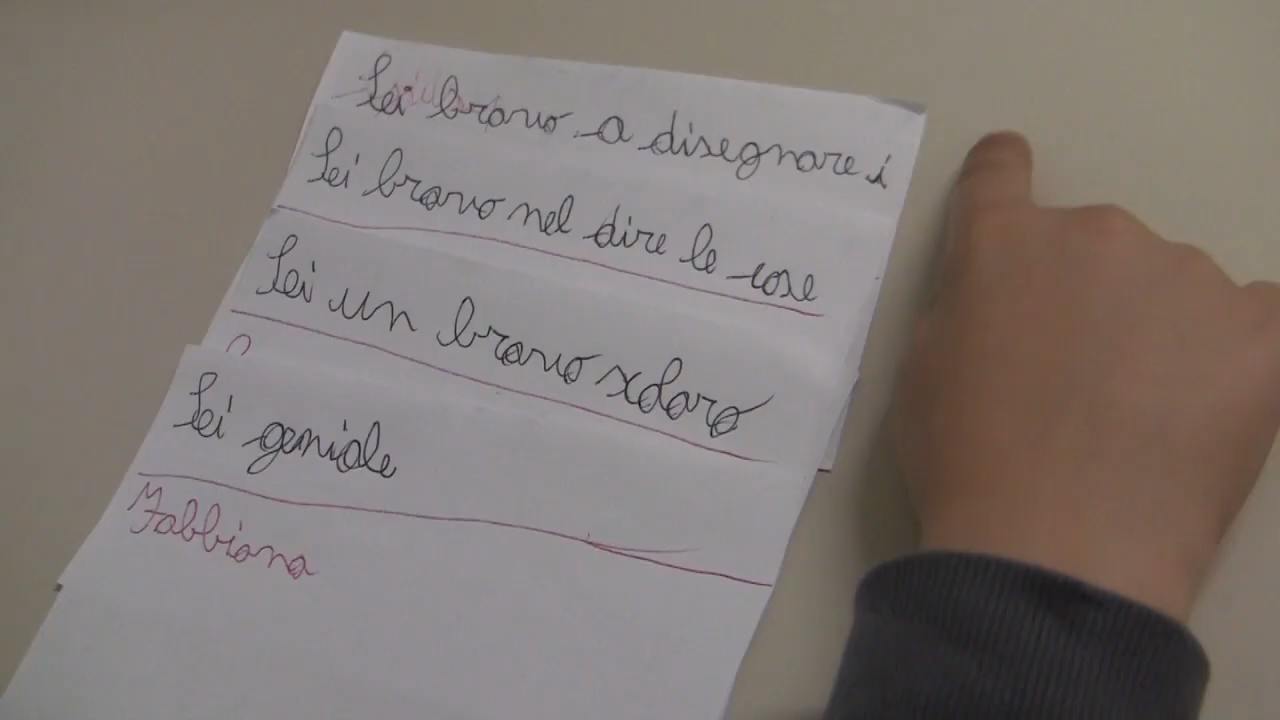 Sei bravo a disegnare i
Sei bravo nel dire le cose
Sei un bravo scolaro
Sei geniale
Fabbiana